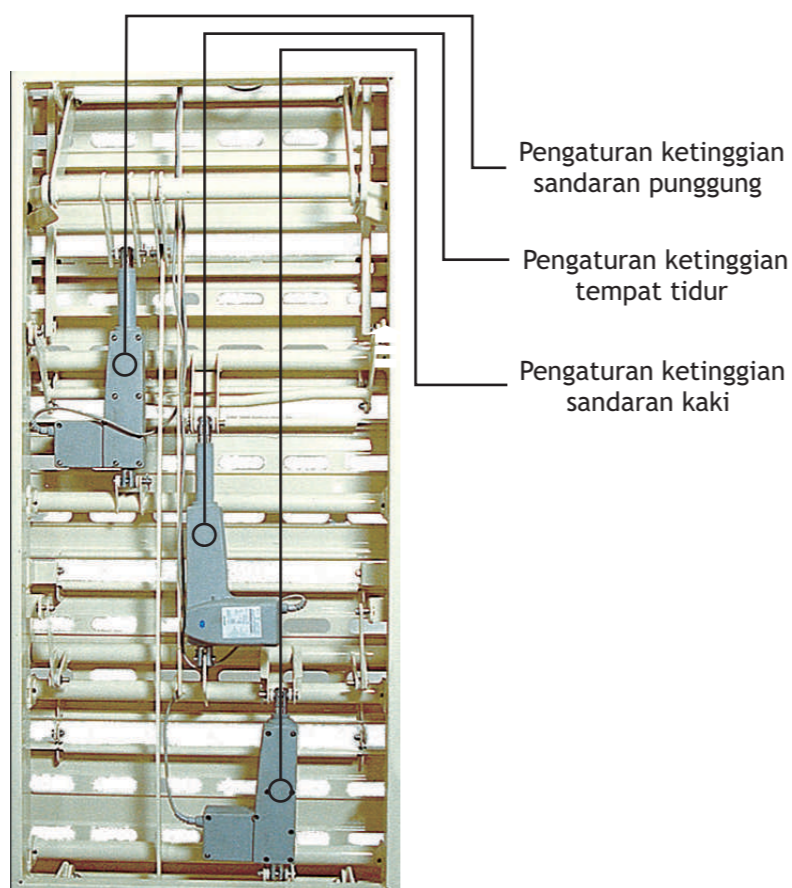 Pengaturan ketinggian
sandaran punggung
Pengaturan ketinggian
tempat tidur
Pengaturan ketinggian
sandaran kaki